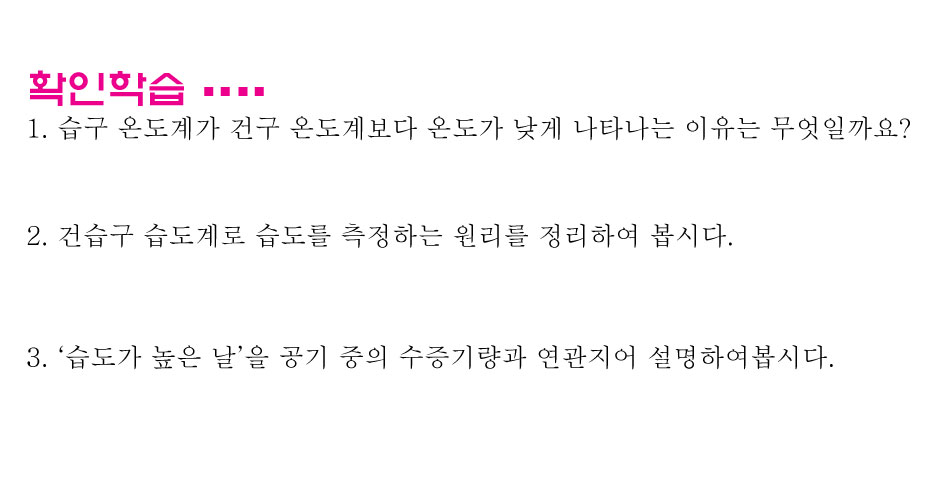 확인학습 ▪▪▪▪
1. 습구 온도계가 건구 온도계보다 온도가 낮게 나타나는 이유는 무엇일까요?
2. 건습구 습도계로 습도를 측정하는 원리를 정리하여 봅시다.
3. ‘습도가 높은 날’을 공기 중의 수증기량과 연관지어 설명하여봅시다.